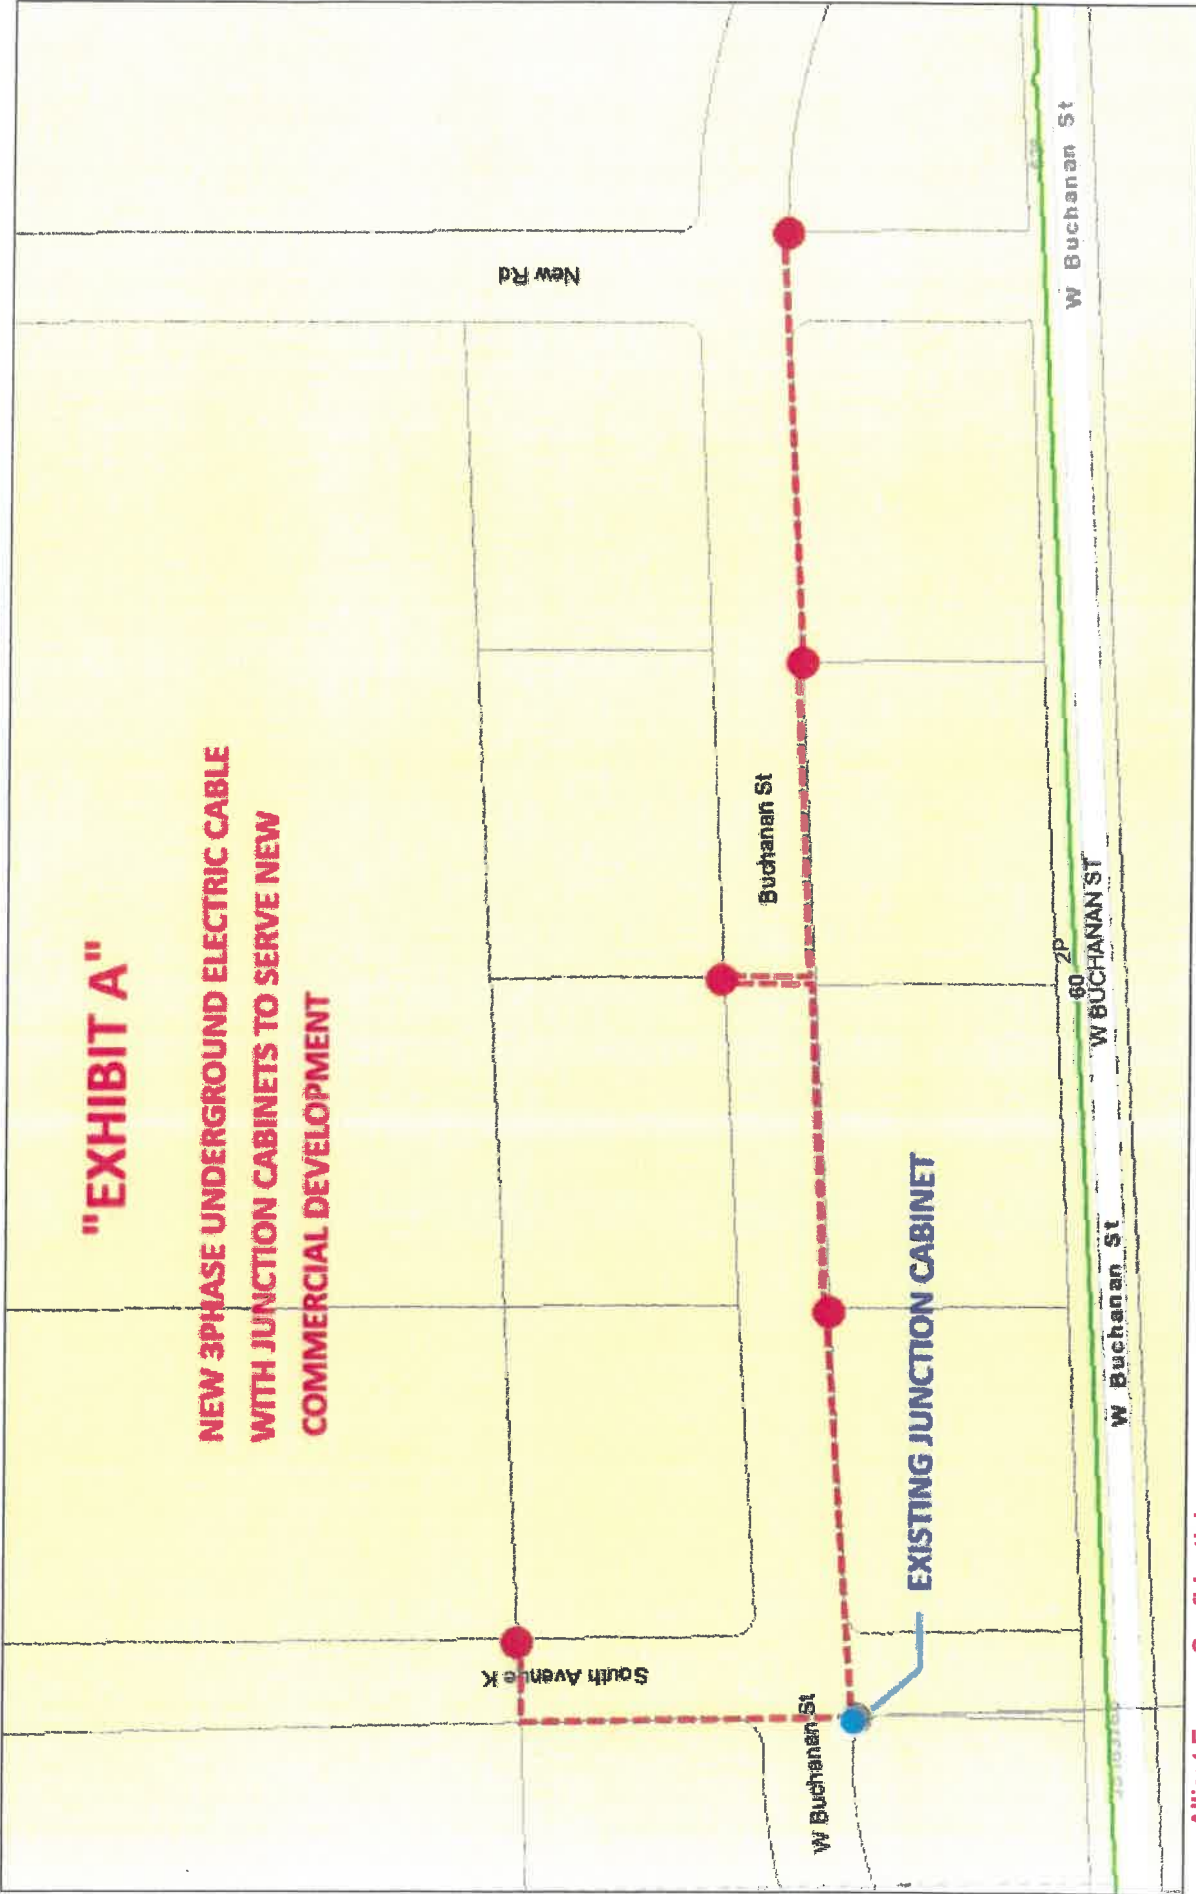 "EXHIBIT A"
NEW 3PHASE UNDERGROUND ELECTRIC CABLE
WITH JUNCTION CABINETS TO SERVE NEW
COMMERCIAL DEVELOPMENT
South Avenue K
New Rd
Buchanan St
W Buchanan St
EXISTING JUNCTION CABINET
2P
60
W BUCHANAN ST
W Buchanan St
W Buchanan St